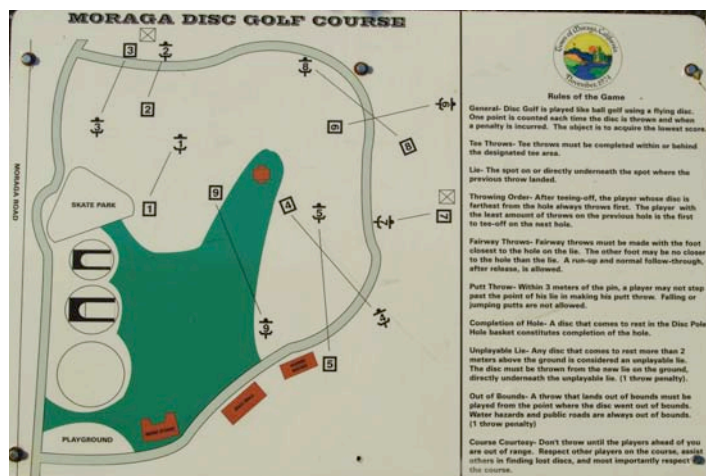 MORAGA DISC GOLF COURSE
3
2
8
9
2
3
6
8
1
1
9
4
5
7
7
4
9
5
MORAGA ROAD
SKATE PARK
PLAYGROUND
Town of Moraga, California
November, 1974
Rules of the Game
General- Disc Golf is played like ball golf using a flying disc.
One point is counted each time the disc is thrown and when
a penalty is incurred. The object is to acquire the lowest score.
Tee Throws- Tee throws must be completed within or behind
the designated tee area.
Lie- The spot on or directly underneath the spot where the
previous throw landed.
Throwing Order- After teeing-off, the player whose disc is
farthest from the hole always throws first. The player with
the least amount of throws on the previous hole is the first
to tee-off on the next hole.
Fairway Throws- Fairway throws must be made with the foot
closest to the hole on the lie. The other foot may be no closer
to the hole than the lie. A run-up and normal follow-through,
after release, is allowed.
Putt Throw- Within 3 meters of the pin, a player may not step
past the point of his lie in making his putt throw. Falling or
jumping putts are not allowed.
Completion of Hole- A disc that comes to rest in the Disc Pole
Hole basket constitutes completion of the hole.
Unplayable Lie- Any disc that comes to rest more than 2
meters above the ground is considered an unplayable lie.
The disc must be thrown from the new lie on the ground,
directly underneath the unplayable lie. (1 throw penalty)
Out of Bounds- A throw that lands out of bounds must be
played from the point where the disc went out of bounds.
Water hazards and public roads are always out of bounds.
(1 throw penalty)
Course Courtesy- Don't throw until the players ahead of you
are out of range. Respect other players on the course, assist
others in finding lost discs, and most importantly respect
the course.